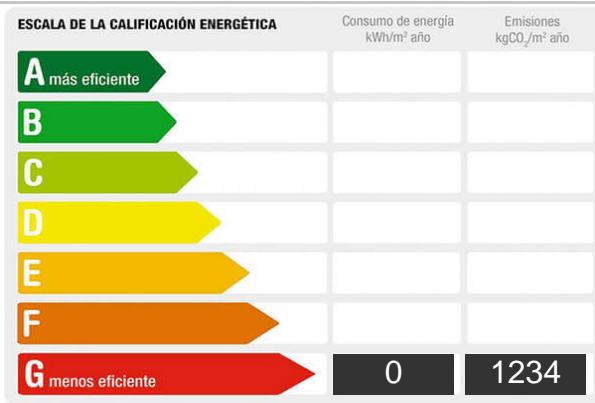 ESCALA DE LA CALIFICACIÓN ENERGÉTICA
Consumo de energía
kWh/m² año
Emisiones
kgCO₂/m² año
A más eficiente
B
C
D
E
F
G menos eficiente 0 1234